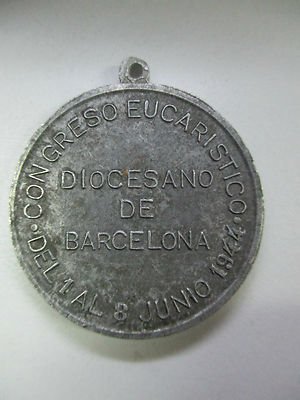 CONGRESO EUCARISTICO
DIOCESANO
DE
BARCELONA
·DEL 1 AL 8 JUNIO 1944·